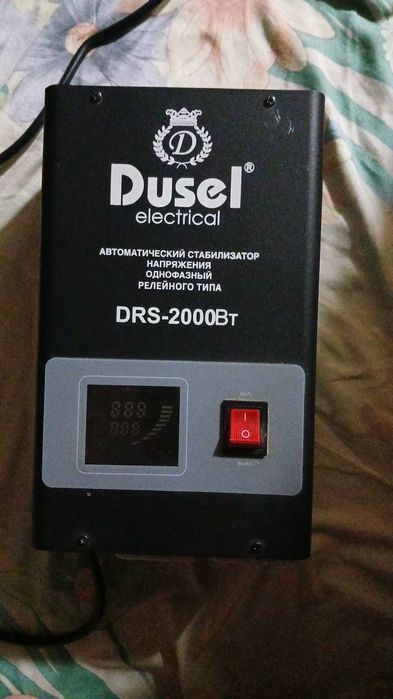 D
Dusel®
electrical
АВТОМАТИЧЕСКИЙ СТАБИЛИЗАТОР
НАПРЯЖЕНИЯ
ОДНОФАЗНЫЙ
РЕЛЕЙНОГО ТИПА
DRS-2000Вт